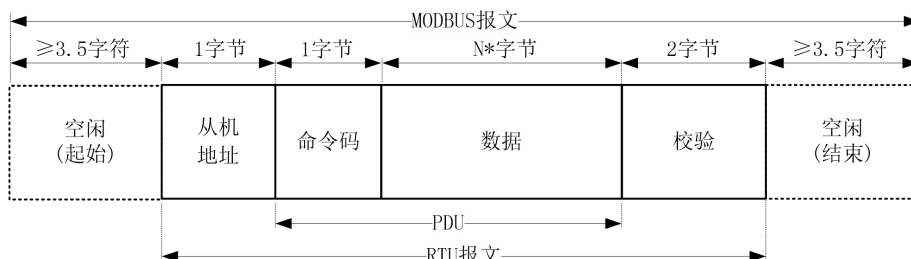 MODBUS报文
≥3.5字符 1字节 1字节 N*字节 2字节 ≥3.5字符
空闲
(起始)
从机
地址
命令码
数据
校验
空闲
(结束)
PDU
RTU报文